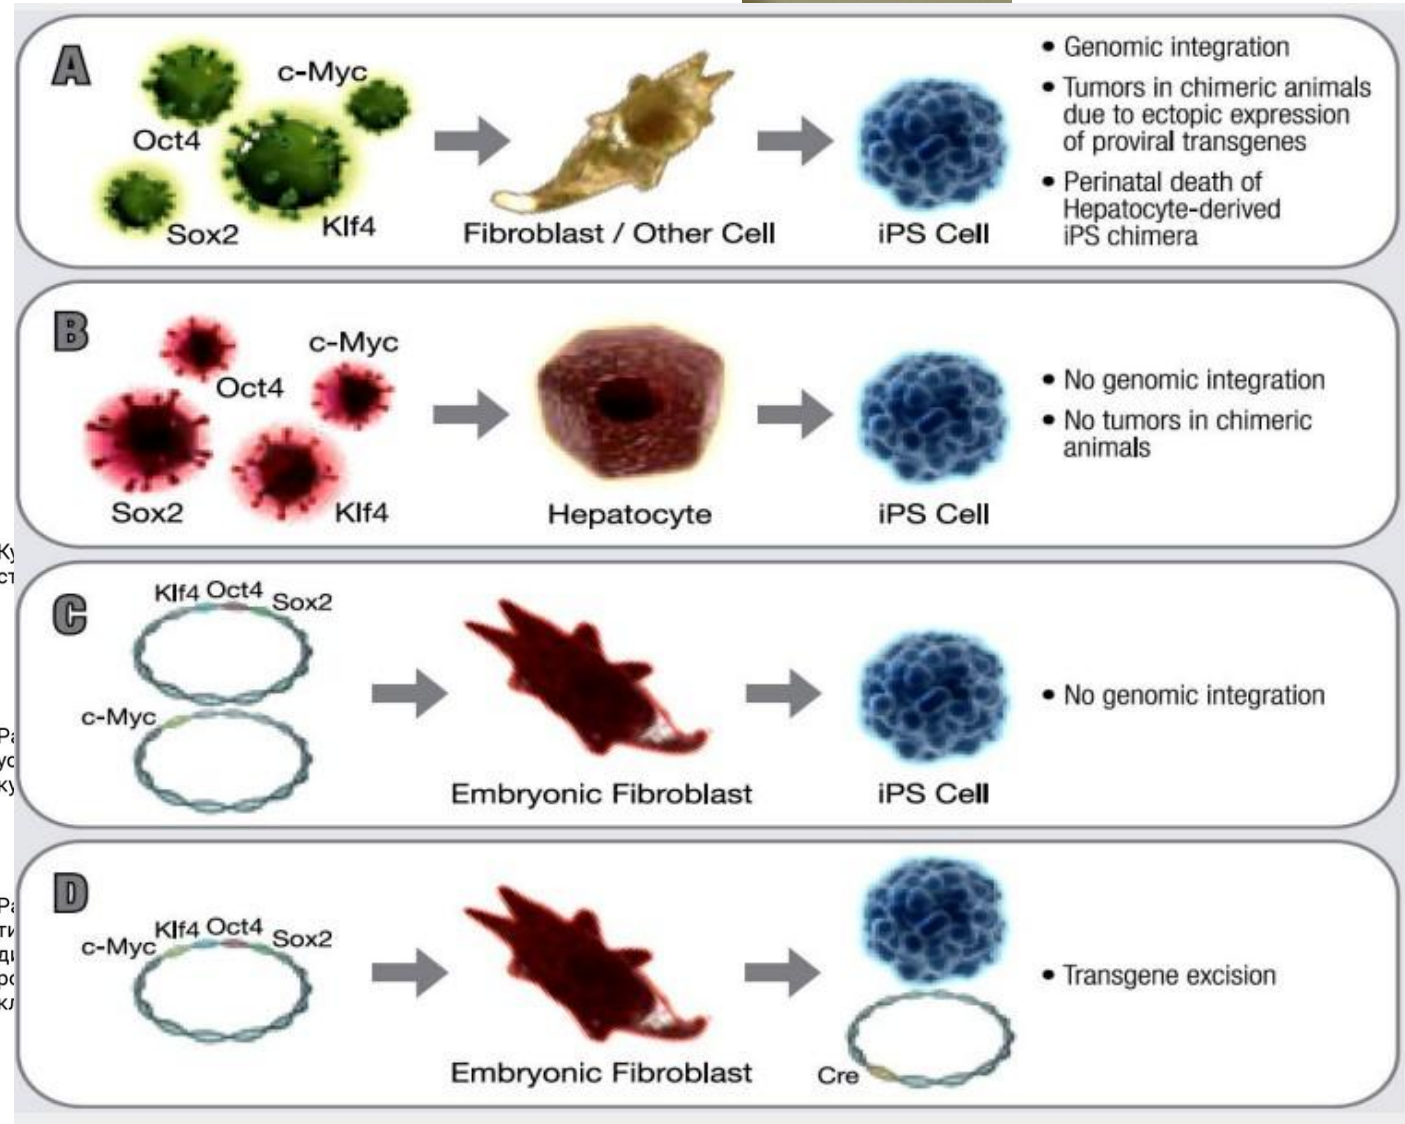 A
c-Myc
Oct4
Sox2
Klf4
Fibroblast / Other Cell
iPS Cell
• Genomic integration
• Tumors in chimeric animals
due to ectopic expression
of proviral transgenes
• Perinatal death of
Hepatocyte-derived
iPS chimera
B
c-Myc
Oct4
Sox2
Klf4
Hepatocyte
iPS Cell
• No genomic integration
• No tumors in chimeric
animals
C
Klf4 Oct4 Sox2
c-Myc
Embryonic Fibroblast
iPS Cell
• No genomic integration
D
c-Myc Klf4 Oct4 Sox2
Embryonic Fibroblast
Cre
• Transgene excision